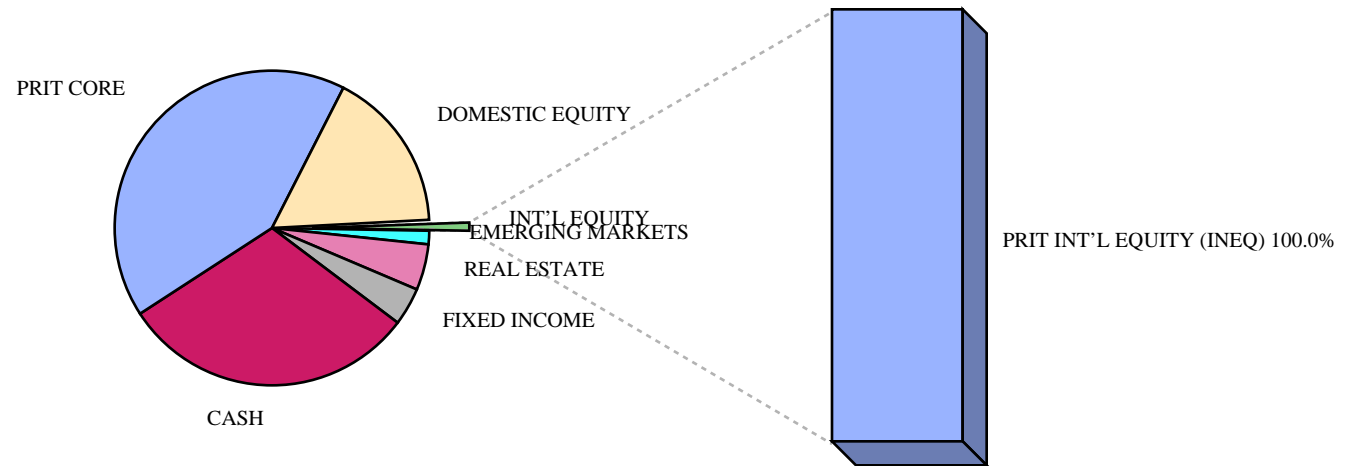 PRIT CORE
DOMESTIC EQUITY
INT'L EQUITY
EMERGING MARKETS
PRIT INT'L EQUITY (INEQ) 100.0%
REAL ESTATE
FIXED INCOME
CASH